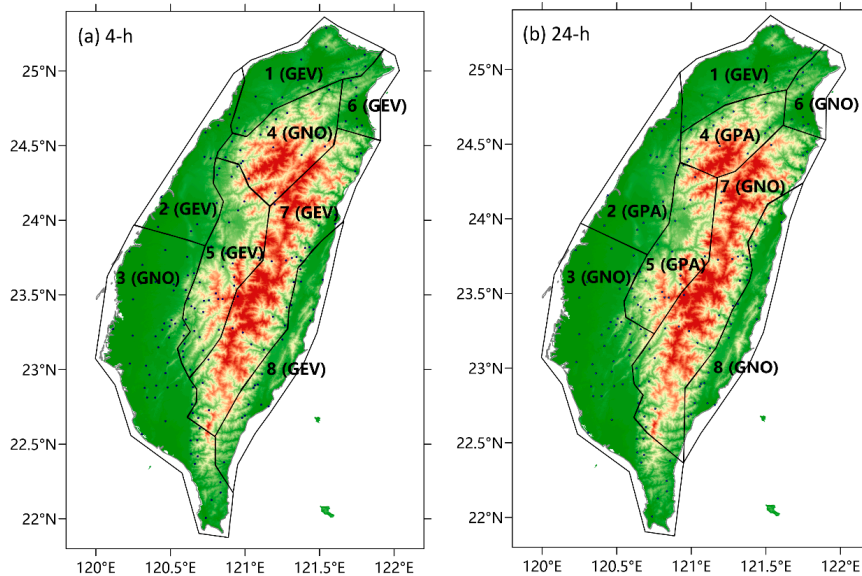 (a) 4-h
25°N
24.5°N
24°N
23.5°N
23°N
22.5°N
22°N
120°E
120.5°E
121°E
121.5°E
122°E
1 (GEV)
6 (GEV)
4 (GNO)
2 (GEV)
7 (GEV)
5 (GEV)
3 (GNO)
8 (GEV)
(b) 24-h
25°N
24.5°N
24°N
23.5°N
23°N
22.5°N
22°N
120°E
120.5°E
121°E
121.5°E
122°E
1 (GEV)
6 (GNO)
4 (GPA)
7 (GNO)
2 (GPA)
5 (GPA)
3 (GNO)
8 (GNO)